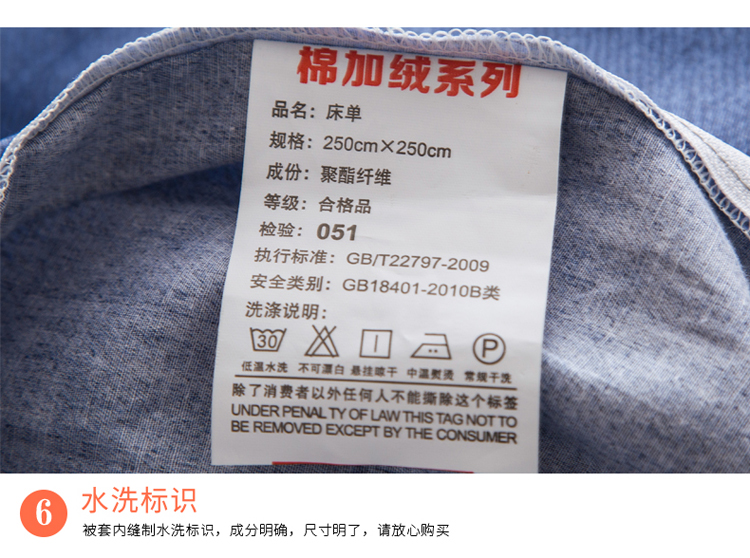 棉加绒系列
品名：床单
规格：250cm×250cm
成份：聚酯纤维
等级：合格品
检验：051
执行标准：GB/T22797-2009
安全类别：GB18401-2010B类
洗涤说明：
30 P
低温水洗 不可漂白 悬挂晾干 中温熨烫 常规干洗
除了消费者以外任何人不能撕除这个标签
UNDER PENAL TY OF LAW THIS TAG NOT TO
BE REMOVED EXCEPT BY THE CONSUMER
6 水洗标识
被套内缝制水洗标识，成分明确，尺寸明了，请放心购买